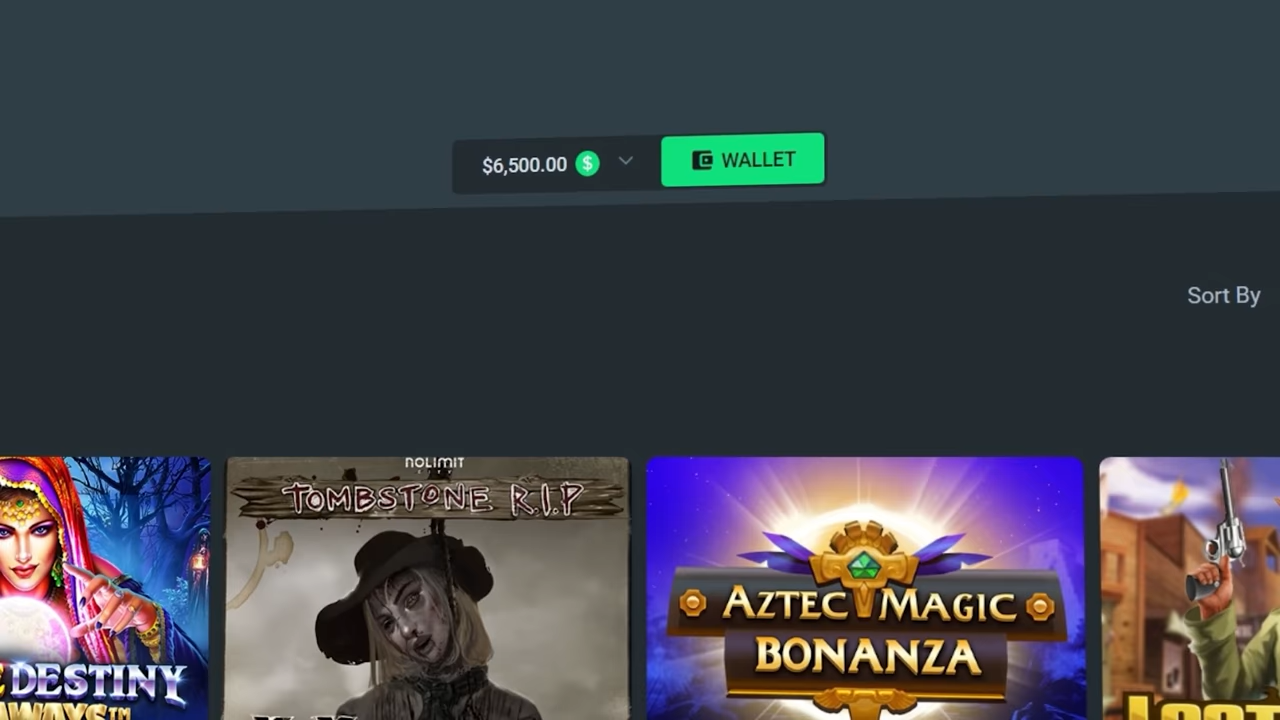 $6,500.00 $
WALLET
Sort By
DESTINY
NOLIMIT
TOMBSTONE R.I.P
AZTEC MAGIC
BONANZA